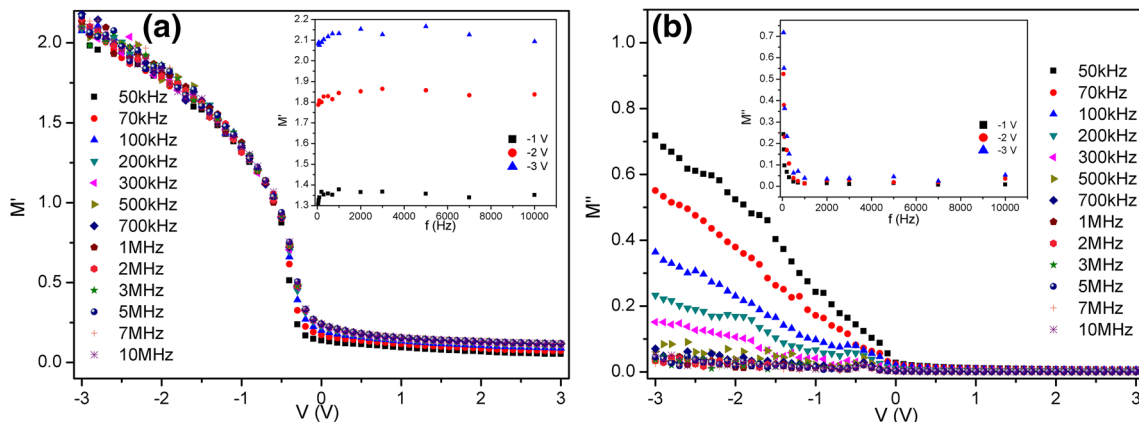 (a)
M'
2.0
1.5
1.0
0.5
0.0
-3 -2 -1 0 1 2 3
V (V)
50kHz
70kHz
100kHz
200kHz
300kHz
500kHz
700kHz
1MHz
2MHz
3MHz
5MHz
7MHz
10MHz
M'
2.2
2.1
2.0
1.9
1.8
1.7
1.6
1.5
1.4
1.3
0 2000 4000 6000 8000 10000
f (Hz)
-1 V
-2 V
-3 V
(b)
M''
1.0
0.8
0.6
0.4
0.2
0.0
-3 -2 -1 0 1 2 3
V (V)
M''
0.8
0.7
0.6
0.5
0.4
0.3
0.2
0.1
0.0
0 2000 4000 6000 8000 10000
f (Hz)
-1 V
-2 V
-3 V
50kHz
70kHz
100kHz
200kHz
300kHz
500kHz
700kHz
1MHz
2MHz
3MHz
5MHz
7MHz
10MHz